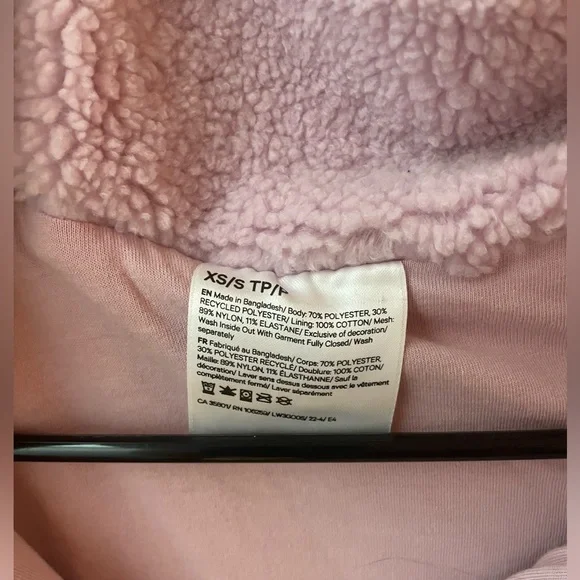 XS/S TP/P
EN Made in Bangladesh/ Body: 70% POLYESTER, 30%
RECYCLED POLYESTER/ Lining: 100% COTTON/ Mesh:
89% NYLON, 11% ELASTANE/ Exclusive of decoration/
Wash Inside Out With Garment Fully Closed/ Wash
separately
FR Fabriqué au Bangladesh/ Corps: 70% POLYESTER,
30% POLYESTER RECYCLÉ/ Doublure: 100% COTON/
Maille: 89% NYLON, 11% ÉLASTHANNE/ Sauf la
décoration/ Laver sens dessus dessous avec le vêtement
complètement fermé/ Laver séparément
CA 35801/ RN 106259/ 22-4/ E4